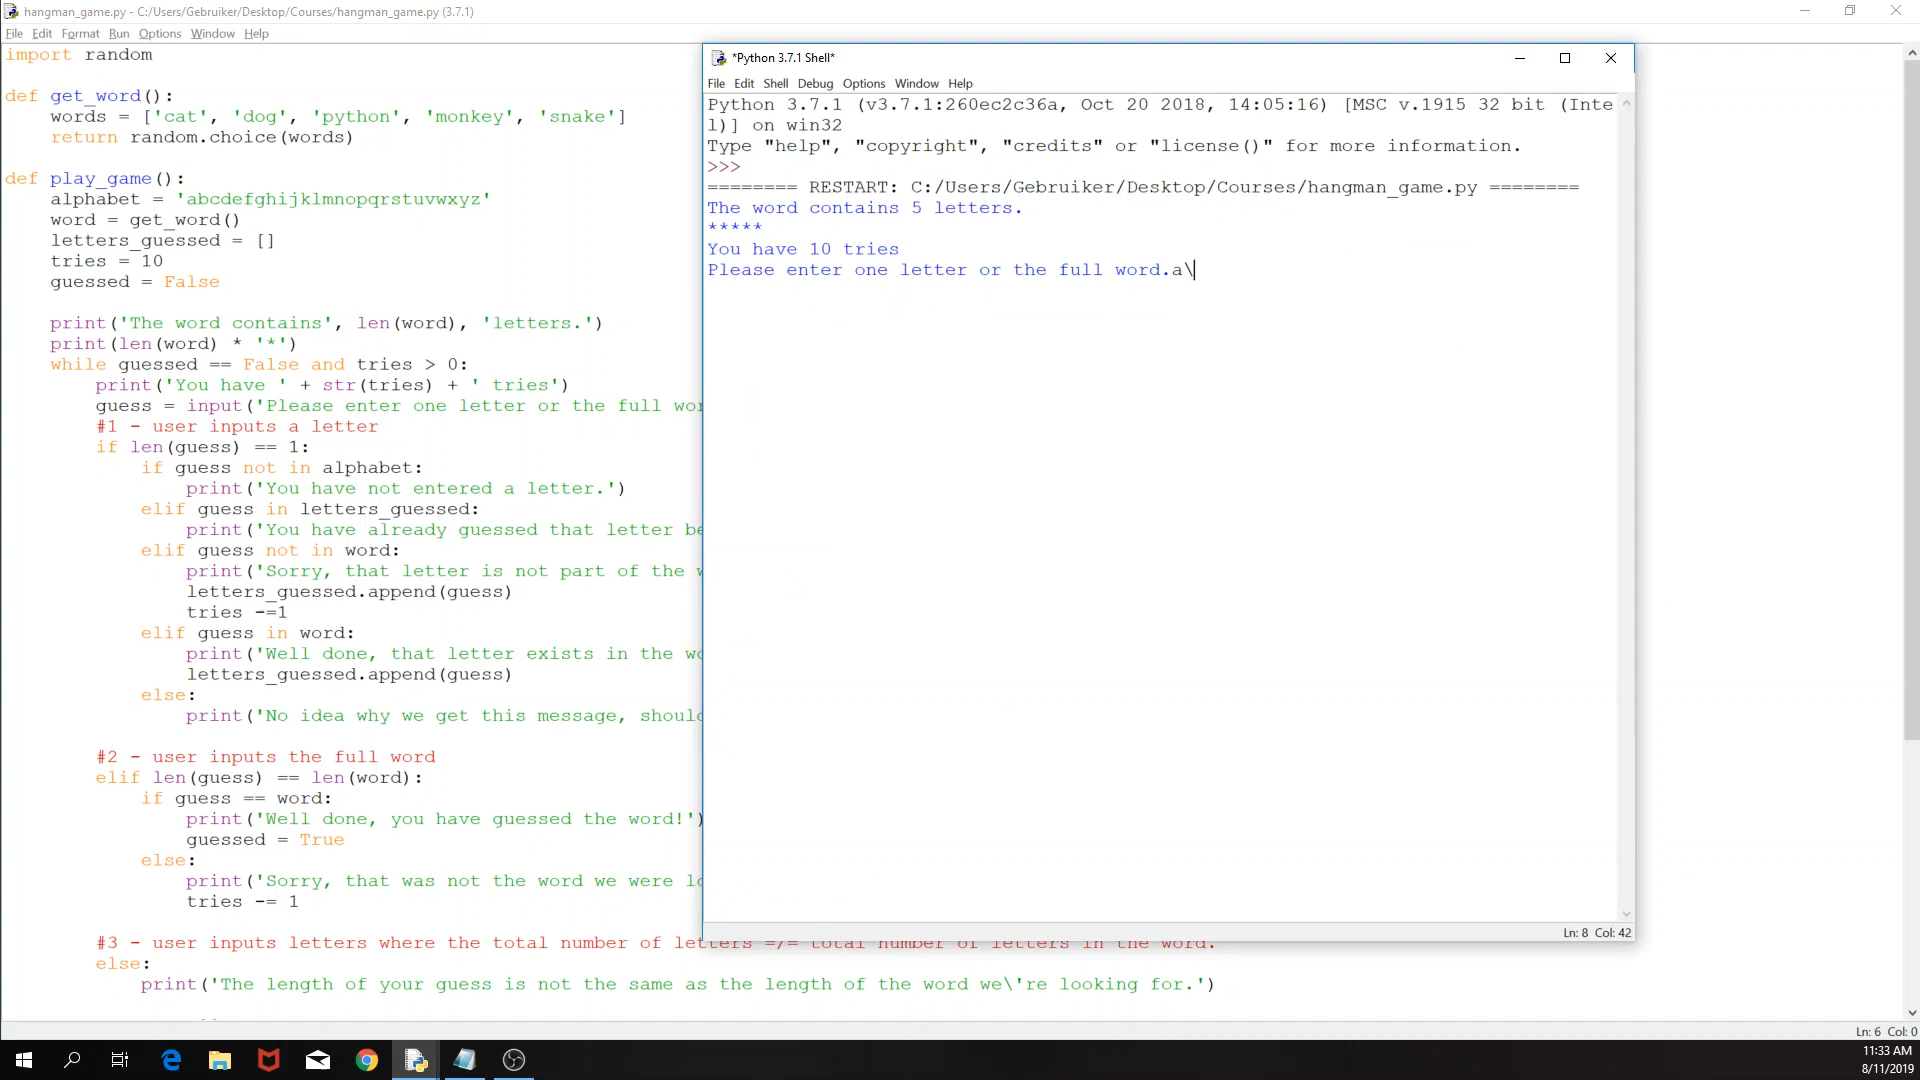 hangman_game.py - C:/Users/Gebruiker/Desktop/Courses/hangman_game.py (3.7.1)
File Edit Format Run Options Window Help
import random
def get_word():
words = ['cat', 'dog', 'python', 'monkey', 'snake']
return random.choice(words)
def play_game():
alphabet = 'abcdefghijklmnopqrstuvwxyz'
word = get_word()
letters_guessed = []
tries = 10
guessed = False
print('The word contains', len(word), 'letters.')
print(len(word) * '*')
while guessed == False and tries > 0:
print('You have ' + str(tries) + ' tries')
guess = input('Please enter one letter or the full wor
#1 - user inputs a letter
if len(guess) == 1:
if guess not in alphabet:
print('You have not entered a letter.')
elif guess in letters_guessed:
print('You have already guessed that letter be
elif guess not in word:
print('Sorry, that letter is not part of the w
letters_guessed.append(guess)
tries -=1
elif guess in word:
print('Well done, that letter exists in the wo
letters_guessed.append(guess)
else:
print('No idea why we get this message, should
#2 - user inputs the full word
elif len(guess) == len(word):
if guess == word:
print('Well done, you have guessed the word!')
guessed = True
else:
print('Sorry, that was not the word we were lo
tries -= 1
#3 - user inputs letters where the total number of letters =/= total number of letters in the word.
else:
print('The length of your guess is not the same as the length of the word we\'re looking for.')
*Python 3.7.1 Shell*
File Edit Shell Debug Options Window Help
Python 3.7.1 (v3.7.1:260ec2c36a, Oct 20 2018, 14:05:16) [MSC v.1915 32 bit (Inte
l)] on win32
Type "help", "copyright", "credits" or "license()" for more information.
>>>
======== RESTART: C:/Users/Gebruiker/Desktop/Courses/hangman_game.py ========
The word contains 5 letters.
*****
You have 10 tries
Please enter one letter or the full word.a\
Ln: 8 Col: 42
Ln: 6 Col: 0
11:33 AM
8/11/2019